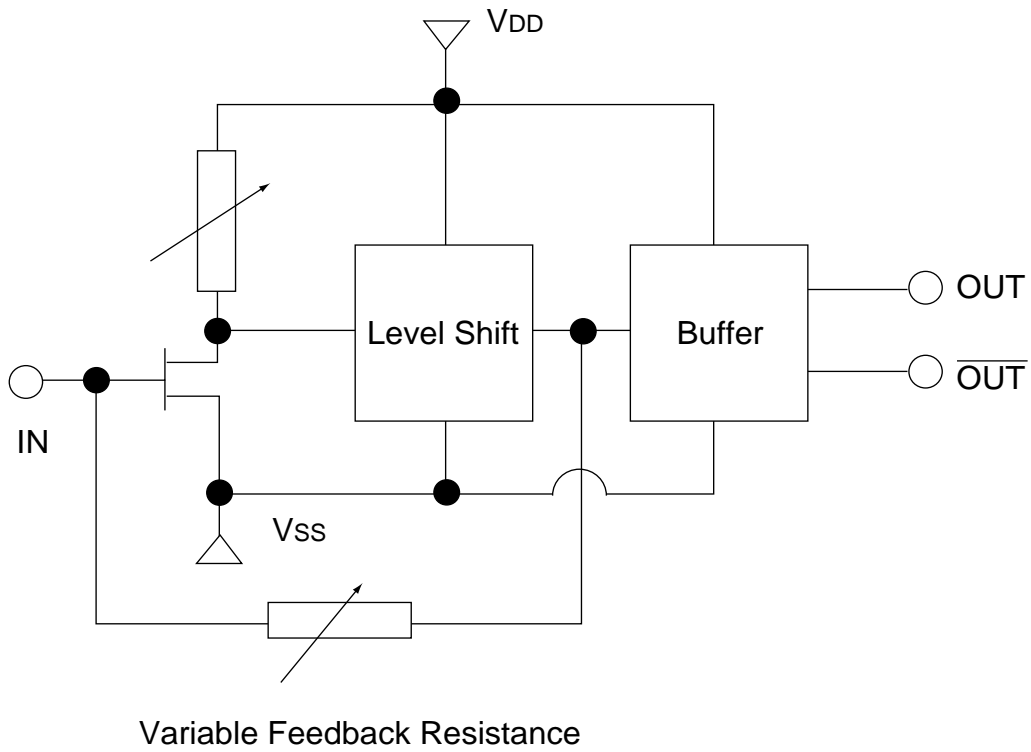 VDD
Level Shift
Buffer
OUT
OUT
IN
VSS
Variable Feedback Resistance